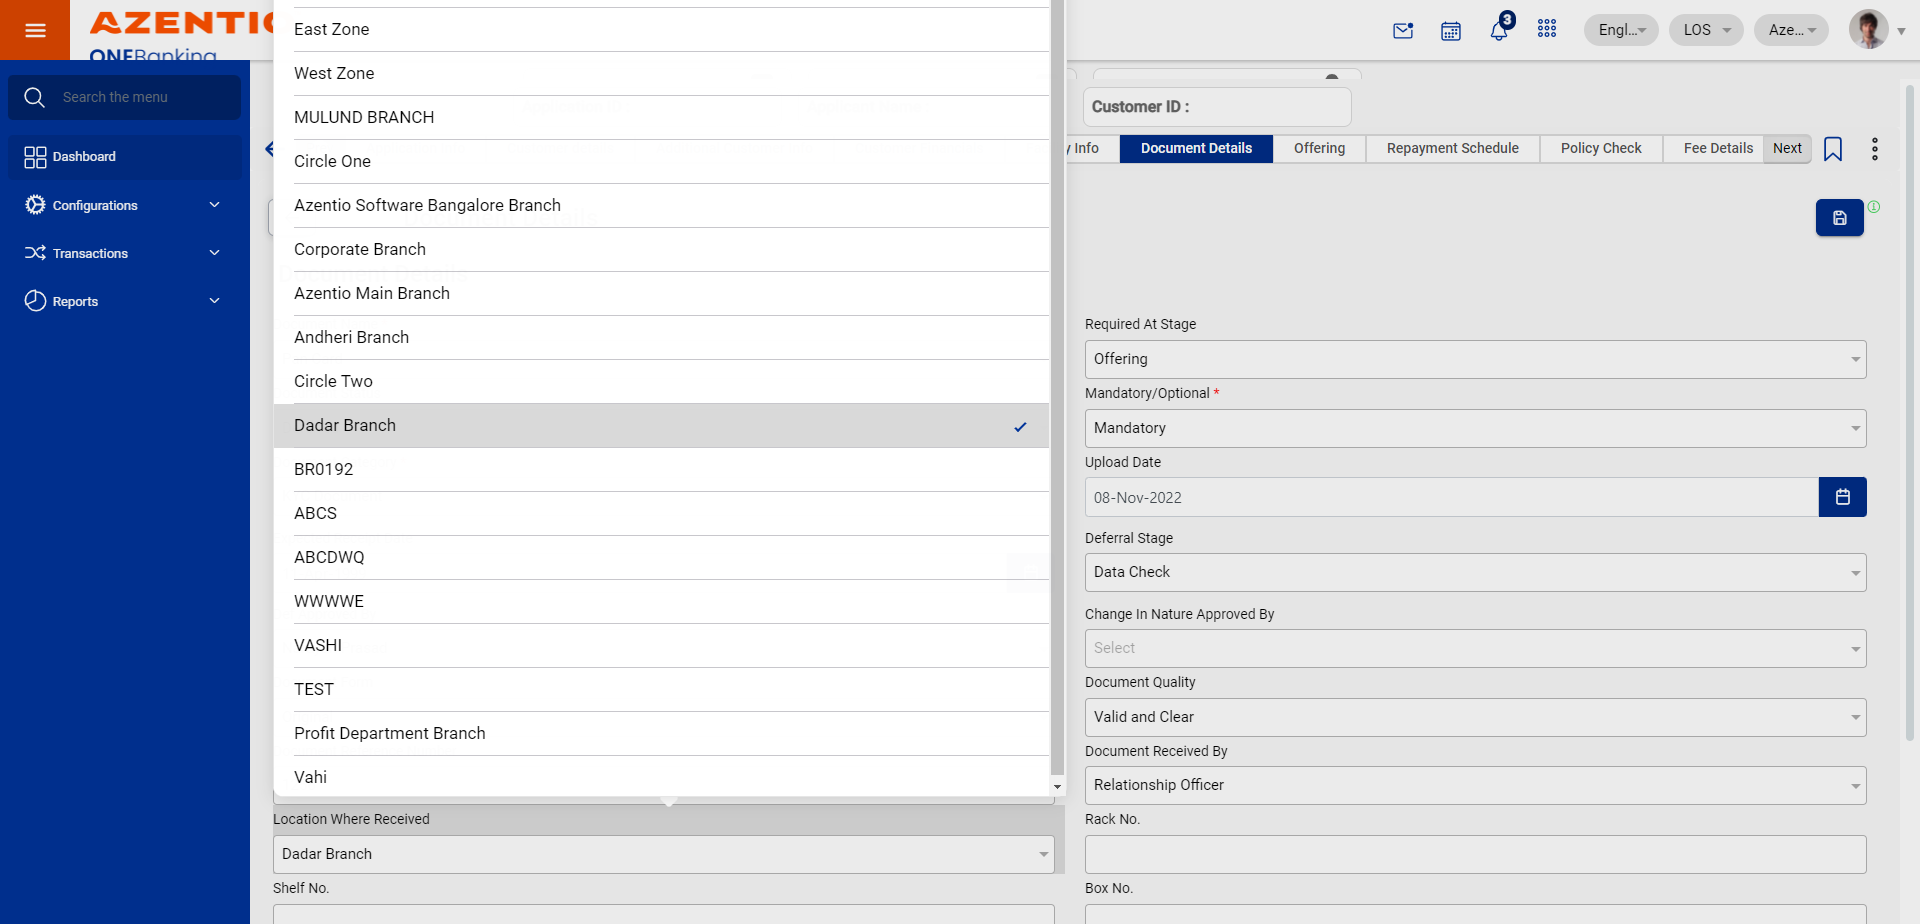 AZENTIO
ONEBanking
3
Engl...
LOS
Aze...
Search the menu
Dashboard
Configurations
Transactions
Reports
East Zone
West Zone
MULUND BRANCH
Circle One
Azentio Software Bangalore Branch
Corporate Branch
Azentio Main Branch
Andheri Branch
Circle Two
Dadar Branch
BR0192
ABCS
ABCDWQ
WWWWE
VASHI
TEST
Profit Department Branch
Vahi
Location Where Received
Dadar Branch
Shelf No.
Customer ID :
y Info
Document Details
Offering
Repayment Schedule
Policy Check
Fee Details
Next
Required At Stage
Offering
Mandatory/Optional *
Mandatory
Upload Date
08-Nov-2022
Deferral Stage
Data Check
Change In Nature Approved By
Select
Document Quality
Valid and Clear
Document Received By
Relationship Officer
Rack No.
Box No.